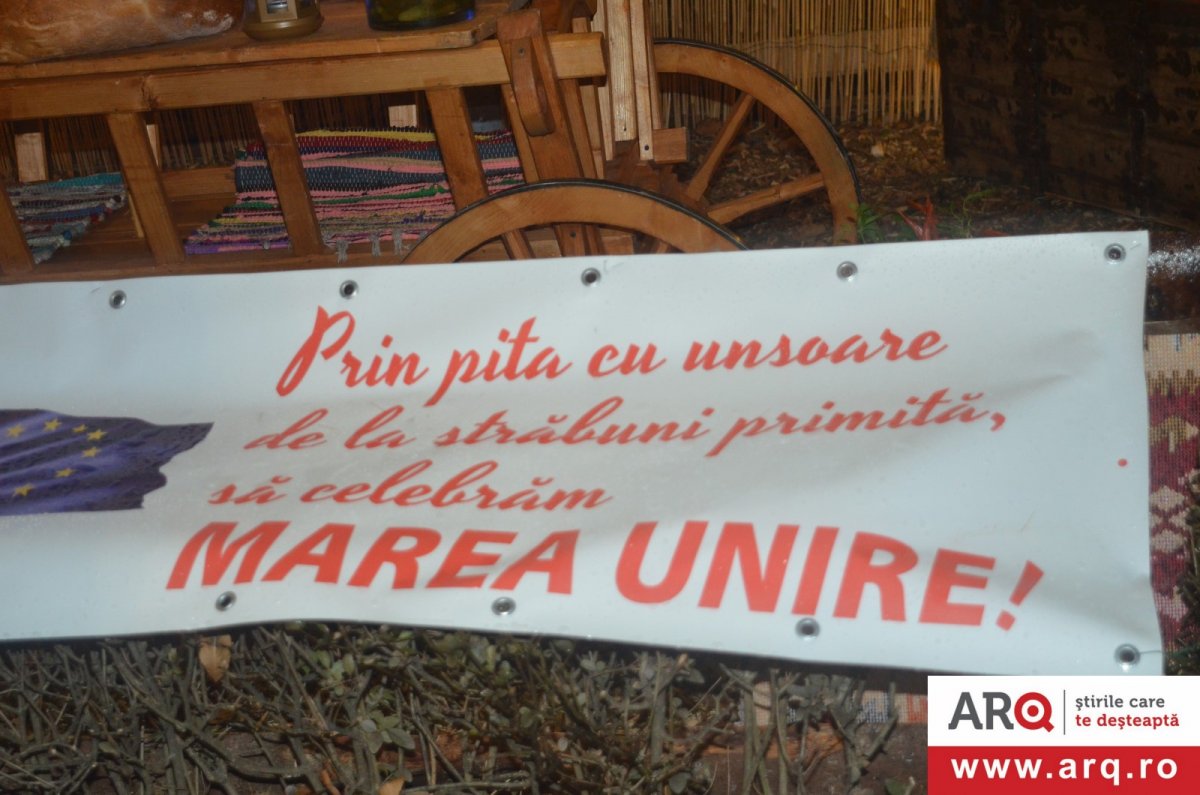 Prin pita cu unsoare
de la străbuni primită,
să celebrăm
MAREA UNIRE!
ARQ
știrile care
te deșteaptă
www.arq.ro